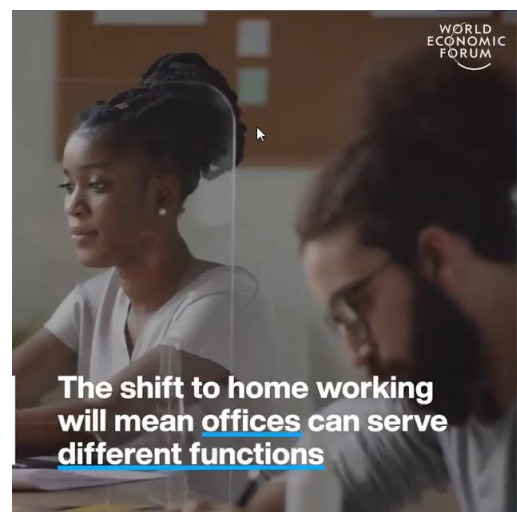 WORLD
ECONOMIC
FORUM
The shift to home working
will mean offices can serve
different functions